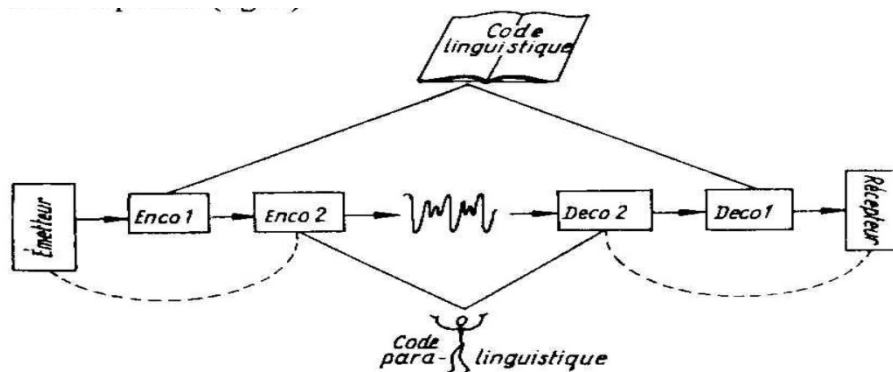 Code
linguistique
Émetteur
Enco 1
Enco 2
Deco 2
Deco 1
Récepteur
Code
para- linguistique